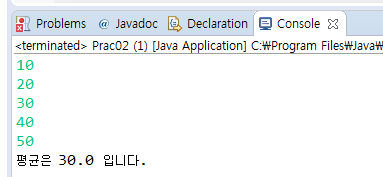 Problems @ Javadoc Declaration Console
<terminated> Prac02 (1) [Java Application] C:₩Program Files₩Java₩
10
20
30
40
50
평균은 30.0 입니다.